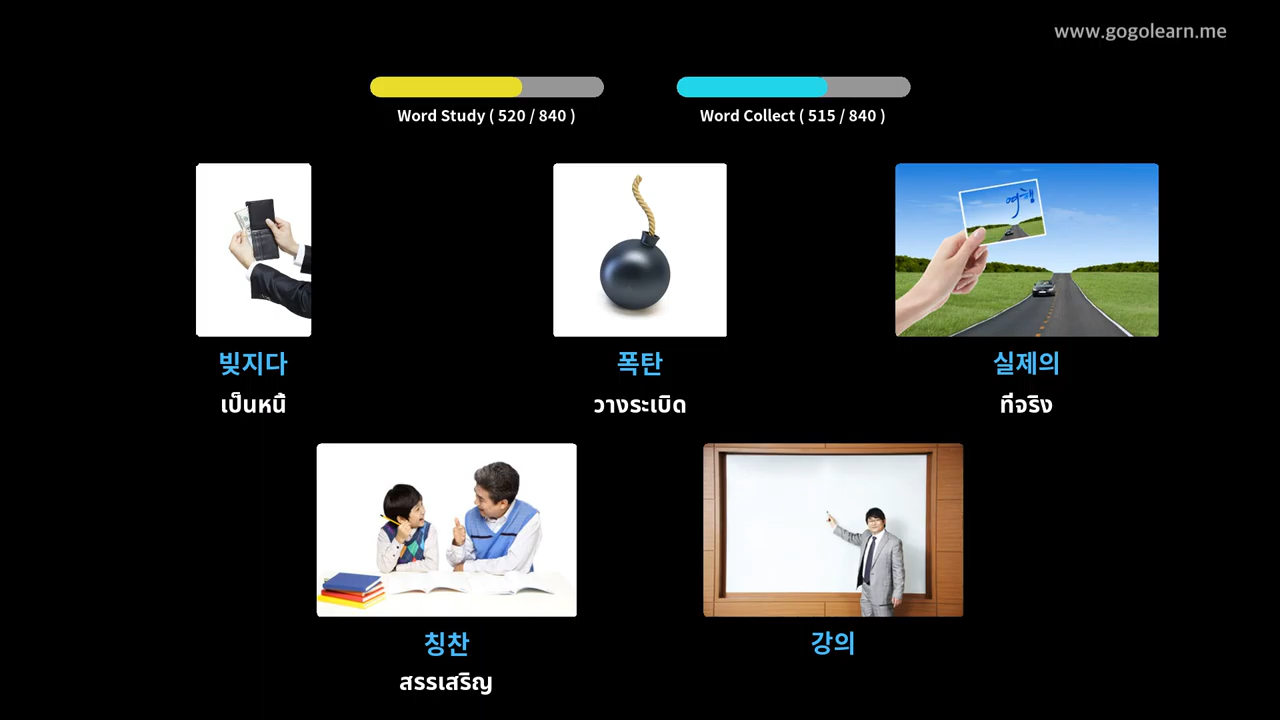 www.gogolearn.me
Word Study ( 520 / 840 )
Word Collect ( 515 / 840 )
여행
빚지다
เป็นหนี้
폭탄
วางระเบิด
실제의
ที่จริง
칭찬
สรรเสริญ
강의